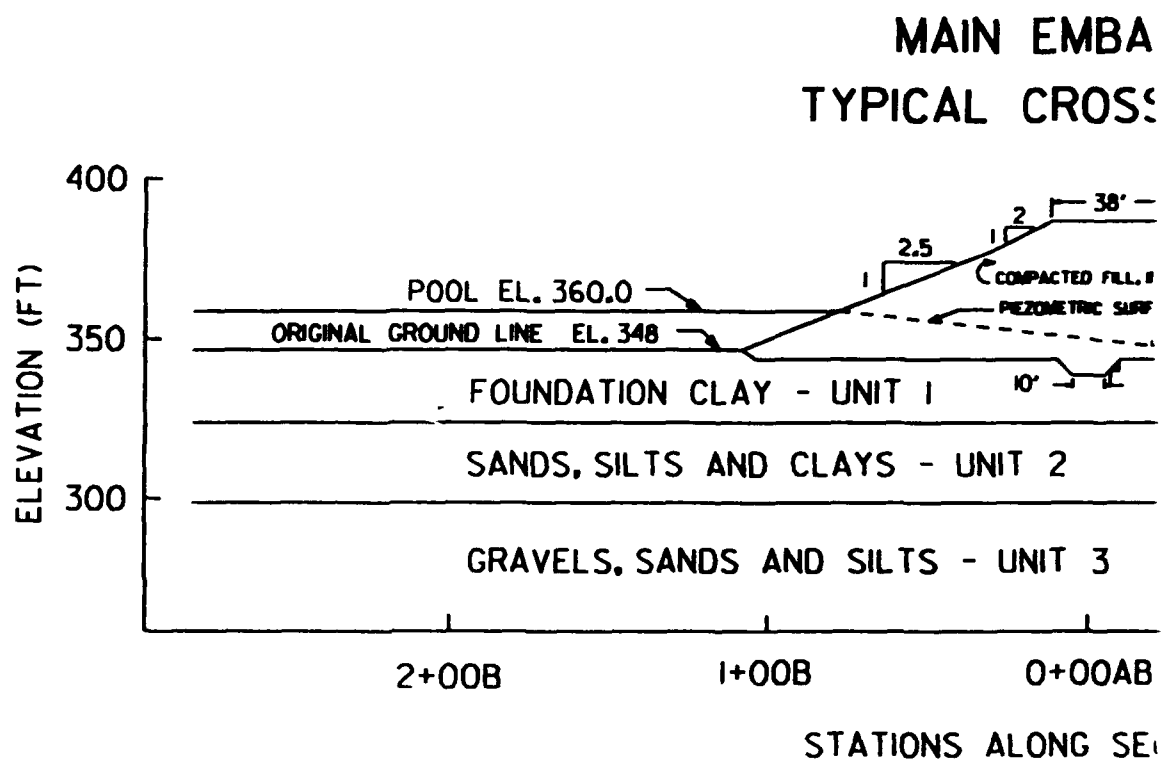 MAIN EMBA
TYPICAL CROSS
400
38'
2
1
2.5
1
COMPACTED FILL,
POOL EL. 360.0
PIEZOMETRIC SURF
ORIGINAL GROUND LINE EL. 348
350
10'
FOUNDATION CLAY - UNIT 1
SANDS, SILTS AND CLAYS - UNIT 2
300
GRAVELS, SANDS AND SILTS - UNIT 3
ELEVATION (FT)
2+00B 1+00B 0+00AB
STATIONS ALONG SE